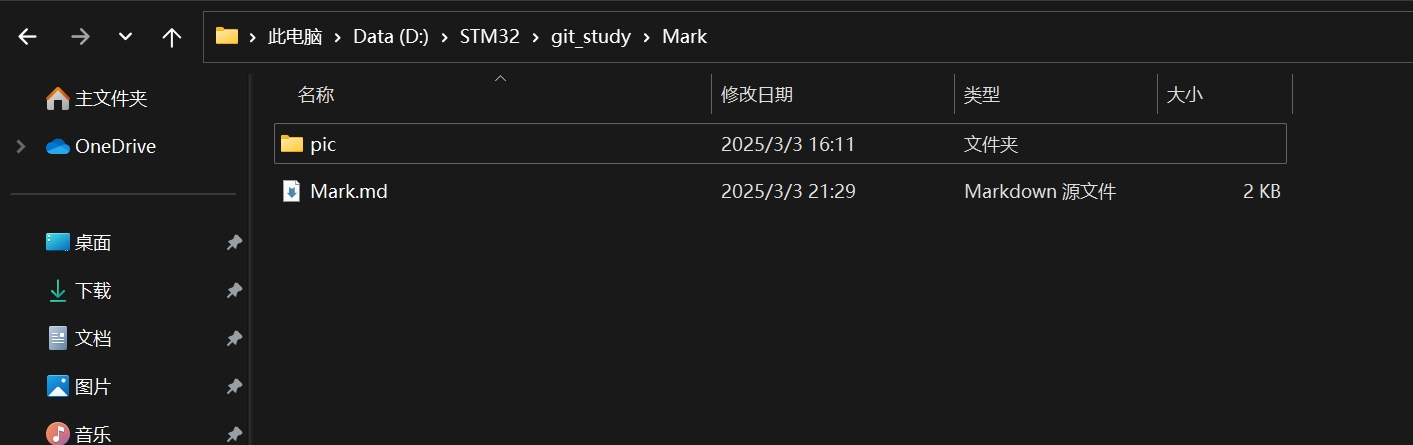 此电脑 Data (D:) STM32 git_study Mark
主文件夹
OneDrive
桌面
下载
文档
图片
音乐
名称 修改日期 类型 大小
pic 2025/3/3 16:11 文件夹
Mark.md 2025/3/3 21:29 Markdown 源文件 2 KB